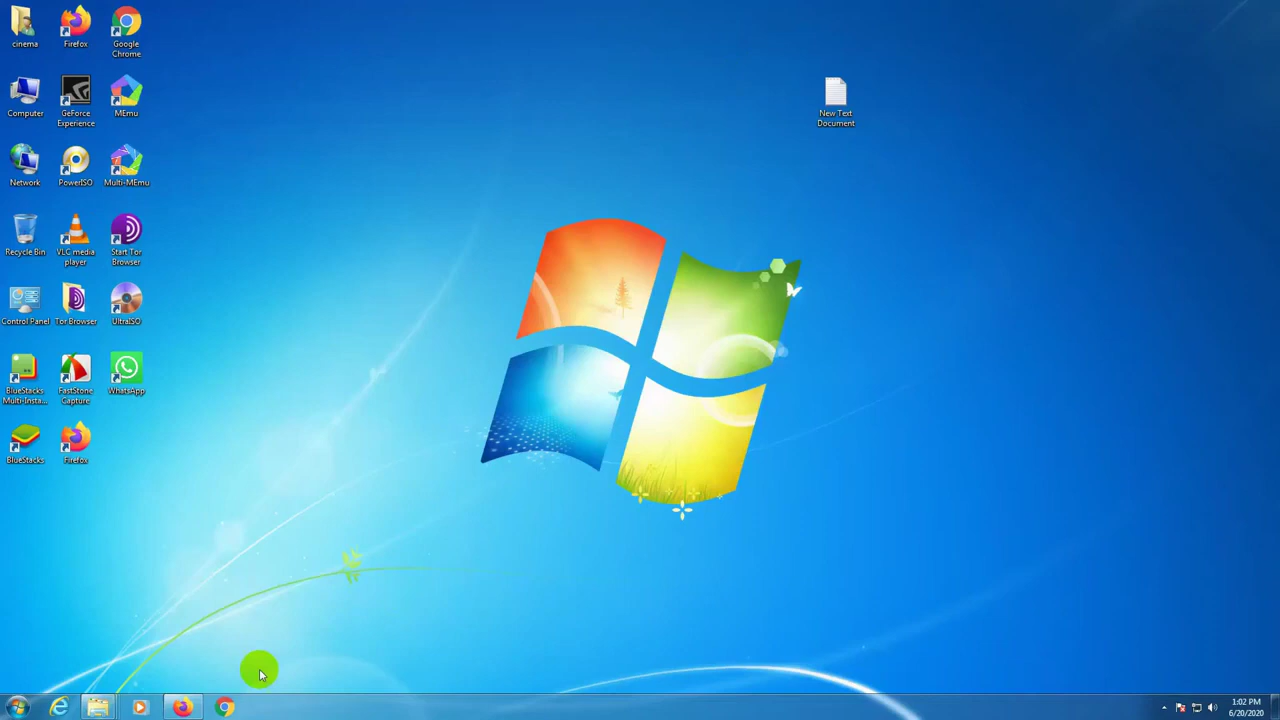 cinema
Firefox
Google
Chrome
Computer
GeForce
Experience
MEmu
Network
PowerISO
Multi-MEmu
Recycle Bin
VLC media
player
Start Tor
Browser
Control Panel
Tor Browser
UltraISO
BlueStacks
Multi-Insta...
FastStone
Capture
WhatsApp
BlueStacks
Firefox
New Text
Document
1:02 PM
6/20/2020